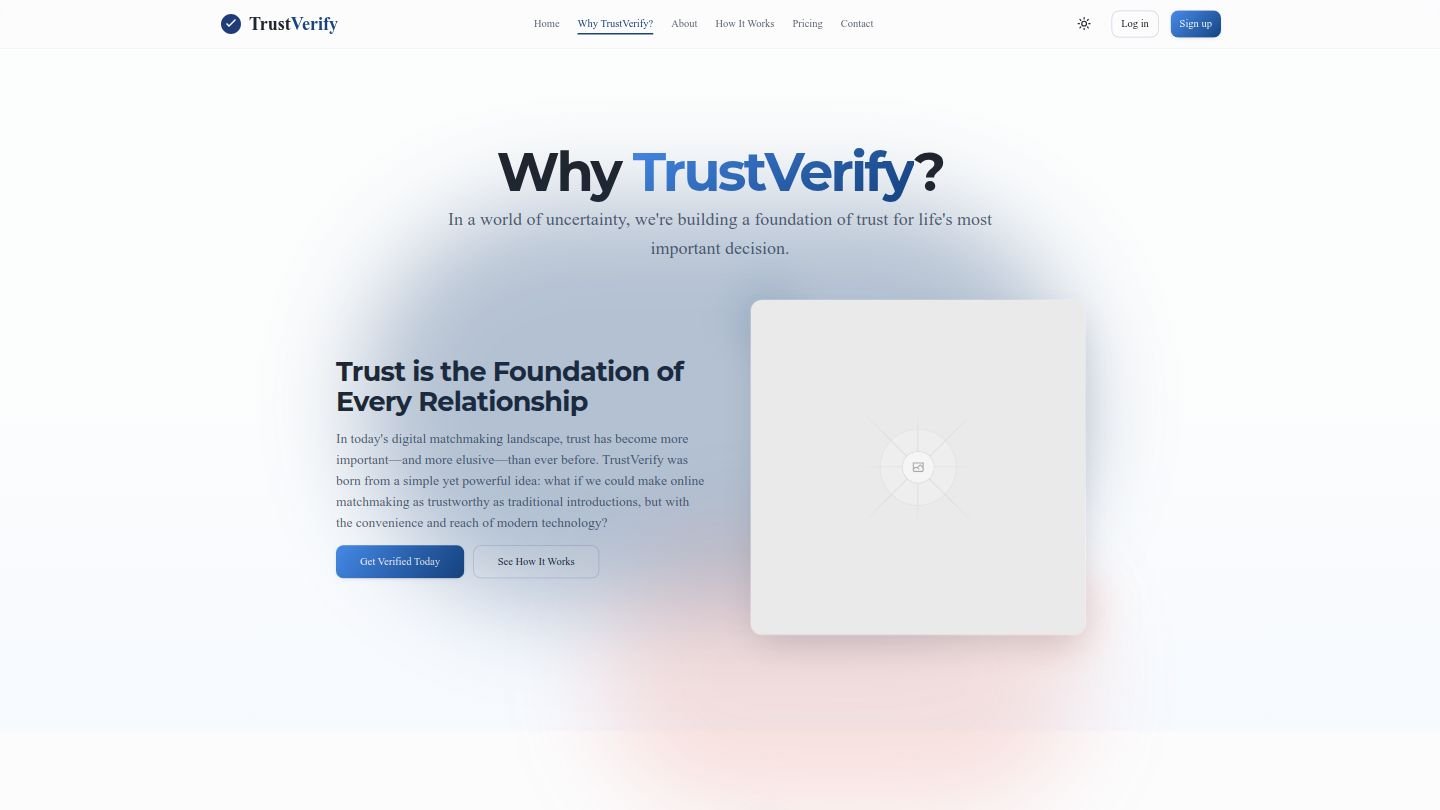 TrustVerify
Home
Why TrustVerify?
About
How It Works
Pricing
Contact
Log in
Sign up
Why TrustVerify?
In a world of uncertainty, we're building a foundation of trust for life's most
important decision.
Trust is the Foundation of
Every Relationship
In today's digital matchmaking landscape, trust has become more
important—and more elusive—than ever before. TrustVerify was
born from a simple yet powerful idea: what if we could make online
matchmaking as trustworthy as traditional introductions, but with
the convenience and reach of modern technology?
Get Verified Today
See How It Works